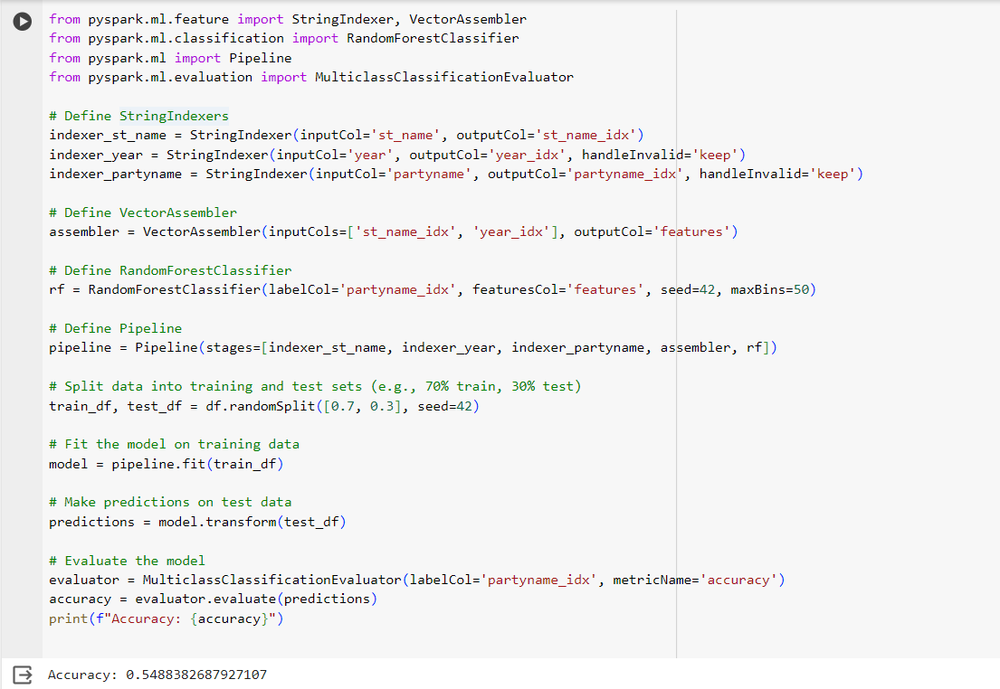 from pyspark.ml.feature import StringIndexer, VectorAssembler
from pyspark.ml.classification import RandomForestClassifier
from pyspark.ml import Pipeline
from pyspark.ml.evaluation import MulticlassClassificationEvaluator
# Define StringIndexers
indexer_st_name = StringIndexer(inputCol='st_name', outputCol='st_name_idx')
indexer_year = StringIndexer(inputCol='year', outputCol='year_idx', handleInvalid='keep')
indexer_partyname = StringIndexer(inputCol='partyname', outputCol='partyname_idx', handleInvalid='keep')
# Define VectorAssembler
assembler = VectorAssembler(inputCols=['st_name_idx', 'year_idx'], outputCol='features')
# Define RandomForestClassifier
rf = RandomForestClassifier(labelCol='partyname_idx', featuresCol='features', seed=42, maxBins=50)
# Define Pipeline
pipeline = Pipeline(stages=[indexer_st_name, indexer_year, indexer_partyname, assembler, rf])
# Split data into training and test sets (e.g., 70% train, 30% test)
train_df, test_df = df.randomSplit([0.7, 0.3], seed=42)
# Fit the model on training data
model = pipeline.fit(train_df)
# Make predictions on test data
predictions = model.transform(test_df)
# Evaluate the model
evaluator = MulticlassClassificationEvaluator(labelCol='partyname_idx', metricName='accuracy')
accuracy = evaluator.evaluate(predictions)
print(f"Accuracy: {accuracy}")
Accuracy: 0.5488382687927107